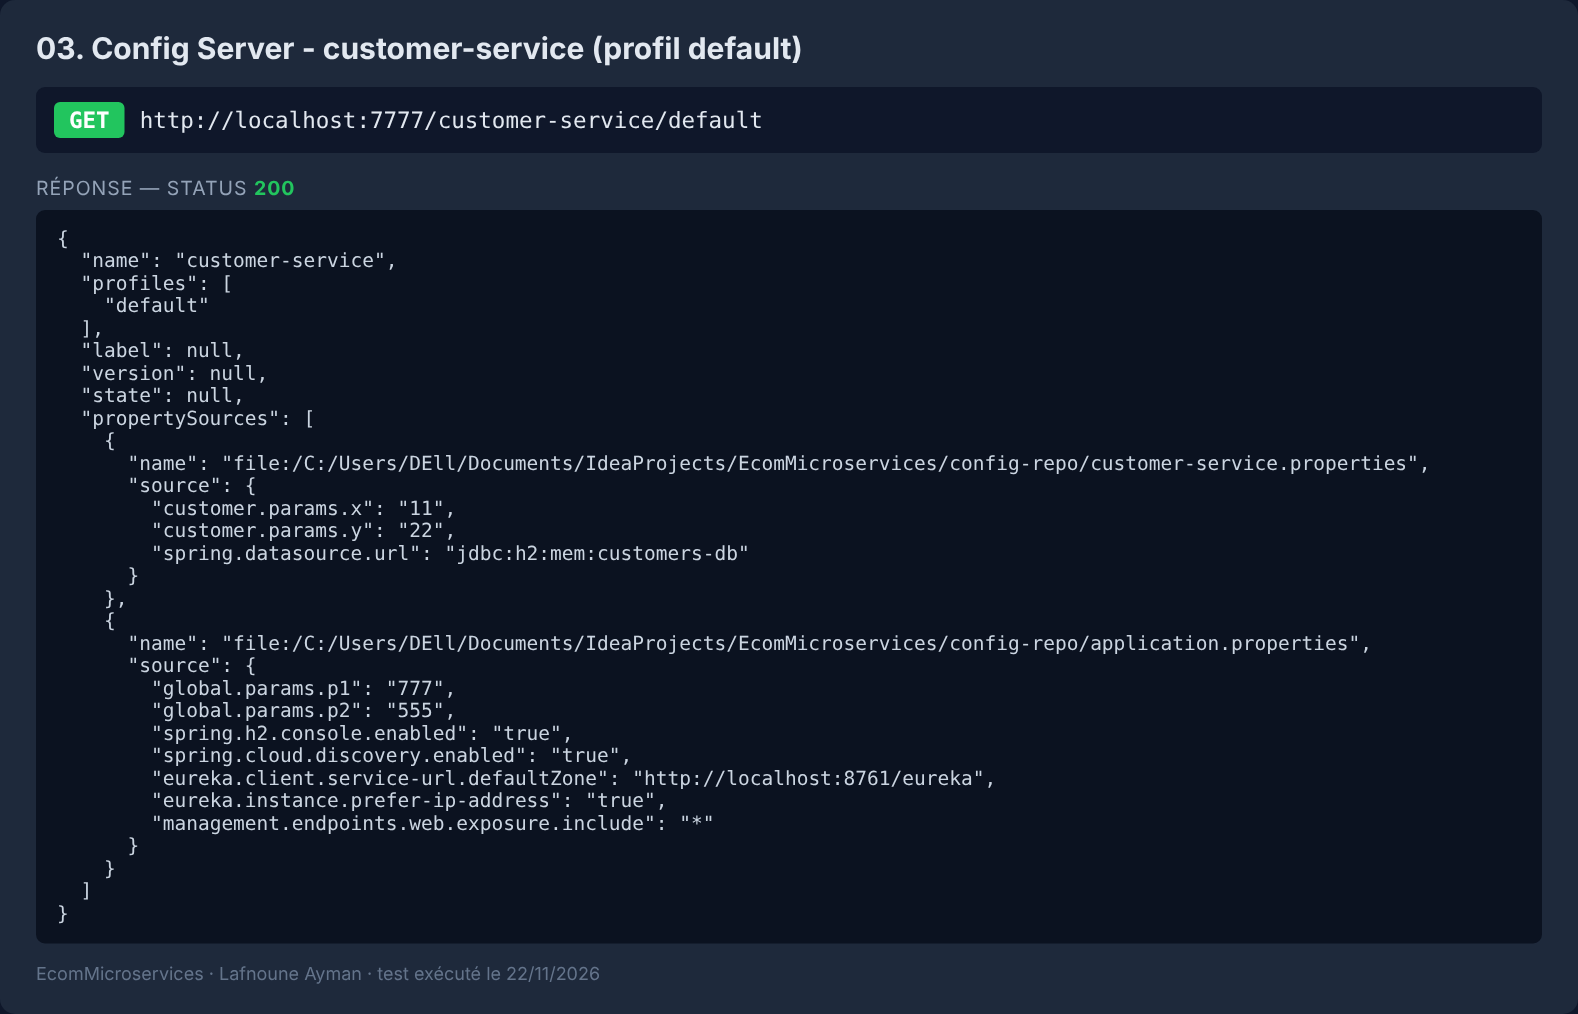 03. Config Server - customer-service (profil default)
GET http://localhost:7777/customer-service/default
RÉPONSE — STATUS 200
{
  "name": "customer-service",
  "profiles": [
    "default"
  ],
  "label": null,
  "version": null,
  "state": null,
  "propertySources": [
    {
      "name": "file:/C:/Users/DEll/Documents/IdeaProjects/EcomMicroservices/config-repo/customer-service.properties",
      "source": {
        "customer.params.x": "11",
        "customer.params.y": "22",
        "spring.datasource.url": "jdbc:h2:mem:customers-db"
      }
    },
    {
      "name": "file:/C:/Users/DEll/Documents/IdeaProjects/EcomMicroservices/config-repo/application.properties",
      "source": {
        "global.params.p1": "777",
        "global.params.p2": "555",
        "spring.h2.console.enabled": "true",
        "spring.cloud.discovery.enabled": "true",
        "eureka.client.service-url.defaultZone": "http://localhost:8761/eureka",
        "eureka.instance.prefer-ip-address": "true",
        "management.endpoints.web.exposure.include": "*"
      }
    }
  ]
}
EcomMicroservices · Lafnoune Ayman · test exécuté le 22/11/2026